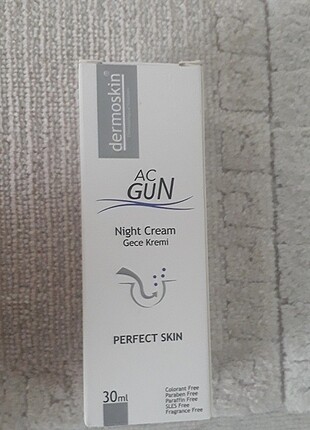 dermoskin®
AC
GUN
Night Cream
Gece Kremi
PERFECT SKIN
30ml
Colorant Free
Paraben Free
Paraffin Free
SLES Free
Fragrance Free